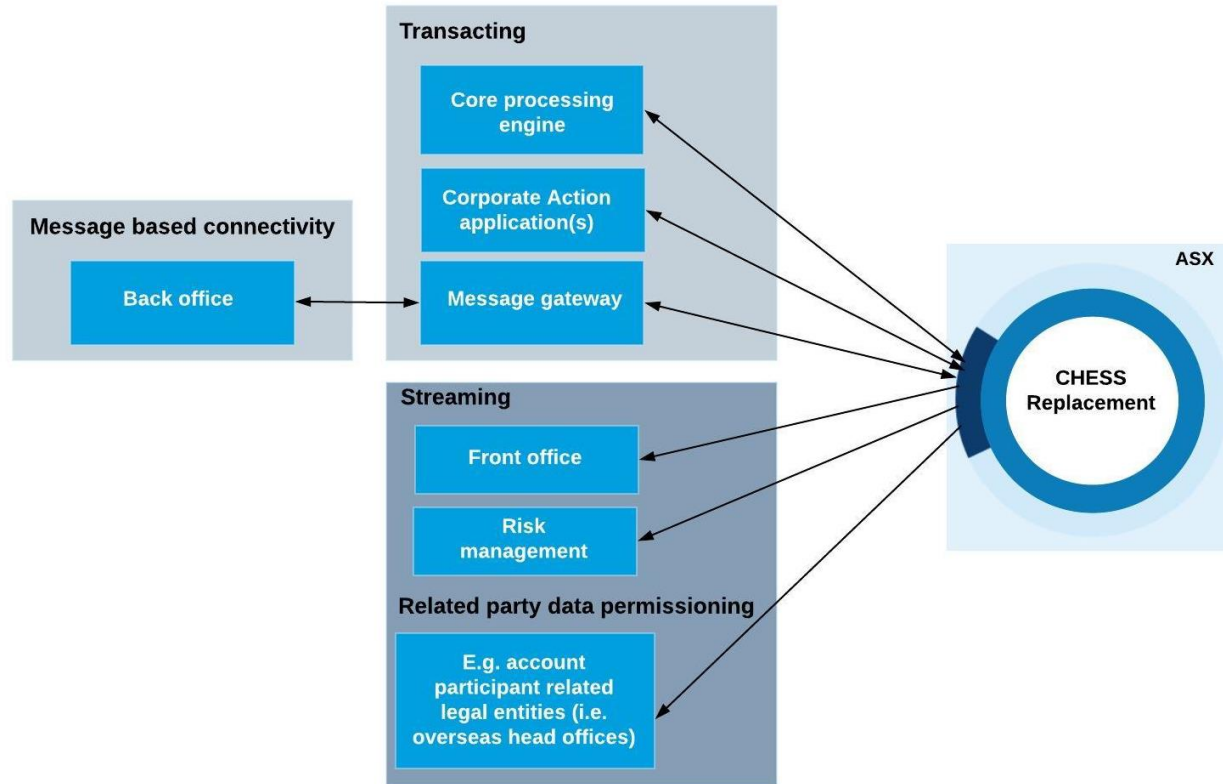 Transacting
Core processing
engine
Corporate Action
application(s)
Message gateway
Message based connectivity
Back office
Streaming
Front office
Risk
management
Related party data permissioning
E.g. account
participant related
legal entities (i.e.
overseas head offices)
ASX
CHESS
Replacement